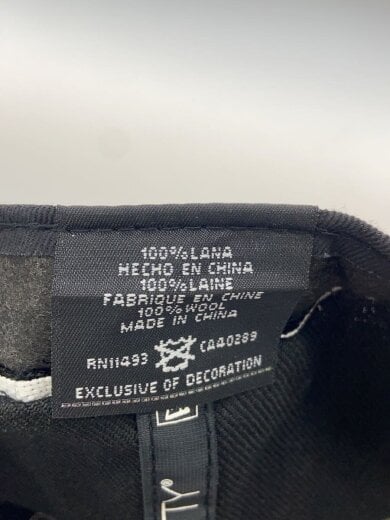 100%LANA
HECHO EN CHINA
100%LAINE
FABRIQUE EN CHINE
100%WOOL
MADE IN CHINA
RN11493 CA40289
EXCLUSIVE OF DECORATION
TY